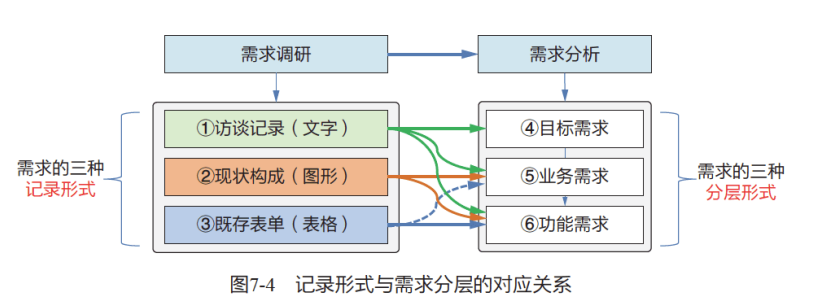 需求调研
需求分析
①访谈记录（文字）
④目标需求
需求的三种
记录形式
②现状构成（图形）
⑤业务需求
需求的三种
分层形式
③既存表单（表格）
⑥功能需求
图7-4 记录形式与需求分层的对应关系